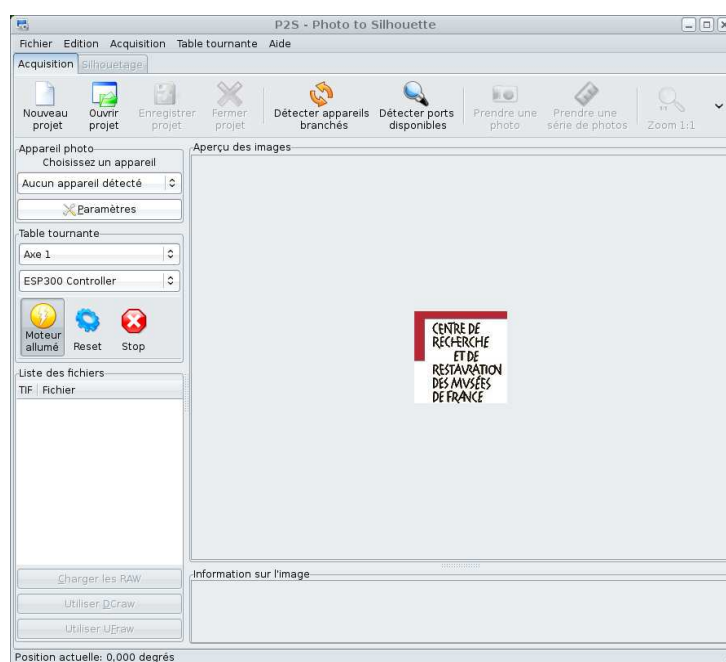 P2S - Photo to Silhouette
Fichier Edition Acquisition Table tournante Aide
Acquisition Silhouetage
Nouveau projet
Ouvrir projet
Enregistrer projet
Fermer projet
Détecter appareils branchés
Détecter ports disponibles
Prendre une photo
Prendre une série de photos
Zoom 1:1
Appareil photo
Choisissez un appareil
Aucun appareil détecté
Paramètres
Table tournante
Axe 1
ESP300 Controller
Moteur allumé
Reset
Stop
Liste des fichiers
TIF Fichier
Charger les RAW
Utiliser DCraw
Utiliser UFraw
Aperçu des images
CENTRE DE
RECHERCHE
ET DE
RESTAVRATION
DES MVSÉES
DE FRANCE
Information sur l'image
Position actuelle: 0,000 degrés